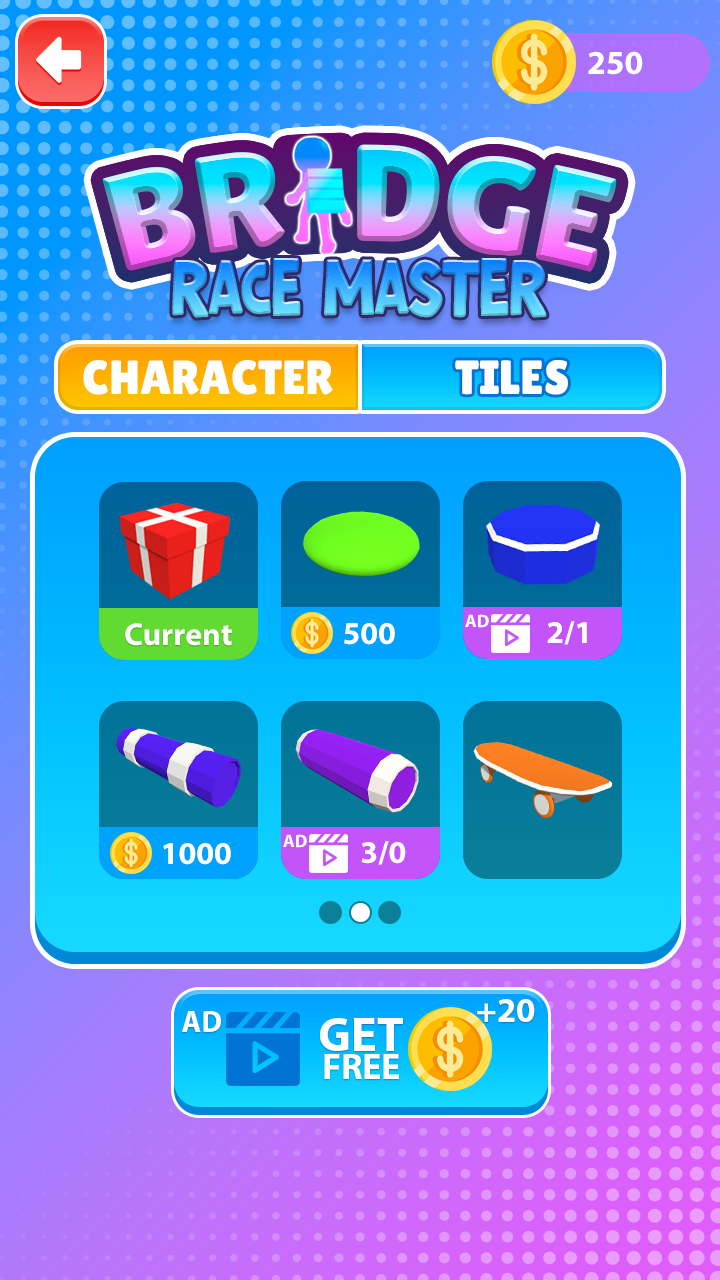 250
BRIDGE
RACE MASTER
CHARACTER TILES
Current
500
AD 2/1
1000
AD 3/0
AD GET FREE +20